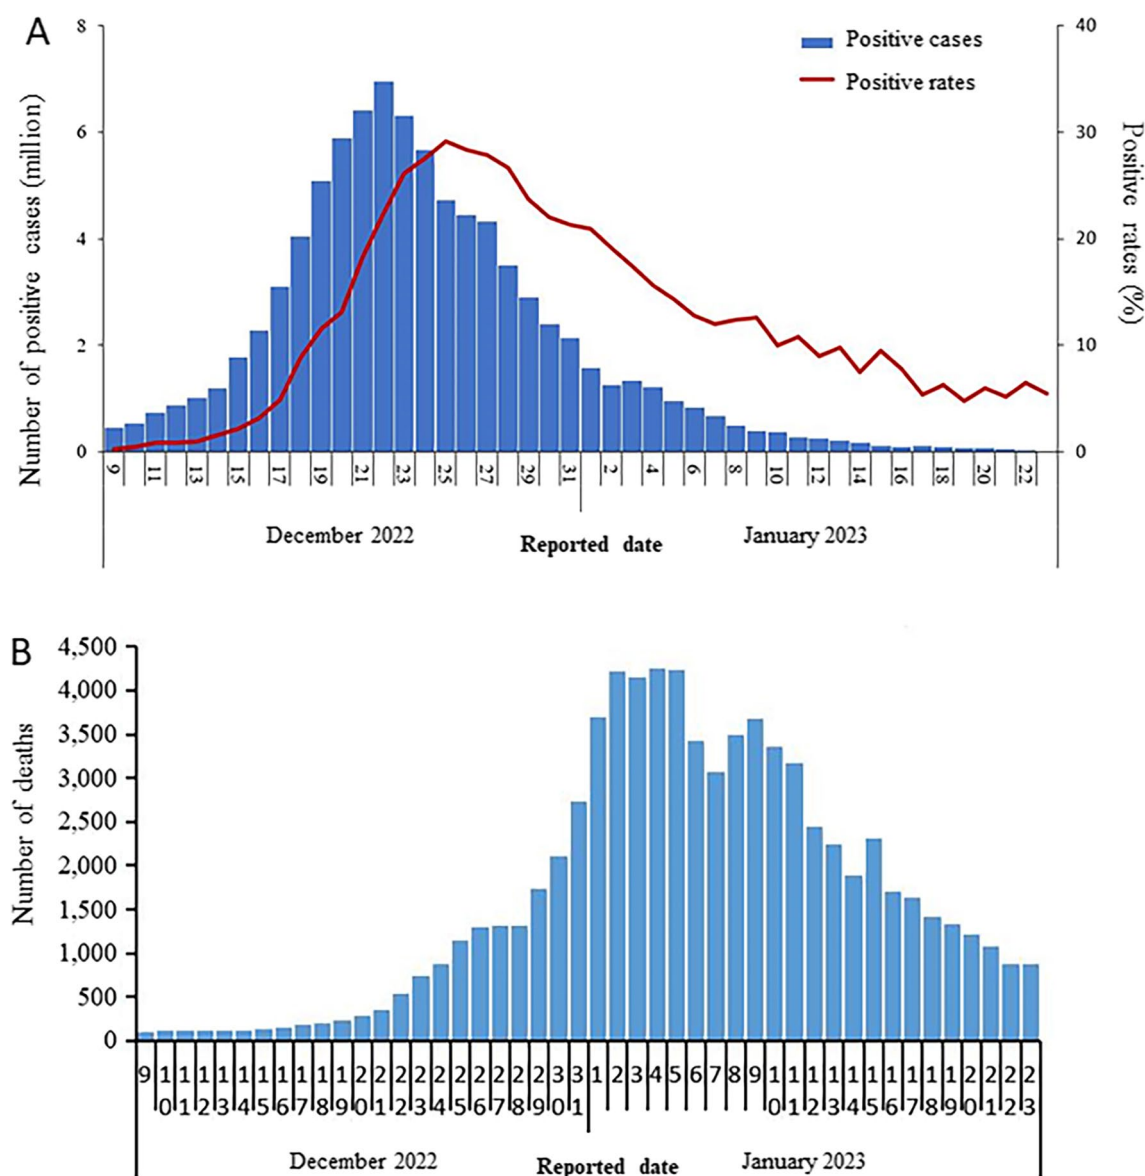 A
Number of positive cases (million)
8
6
4
2
0
Positive cases
Positive rates
40
30
20
10
0
Positive rates (%)
9 11 13 15 17 19 21 23 25 27 29 31 2 4 6 8 10 12 14 16 18 20 22
December 2022 Reported date January 2023
B
Number of deaths
4,500
4,000
3,500
3,000
2,500
2,000
1,500
1,000
500
0
9 10 11 12 13 14 15 16 17 18 19 20 21 22 23 24 25 26 27 28 29 30 31 1 2 3 4 5 6 7 8 9 10 11 12 13 14 15 16 17 18 19 20 21 22 23
December 2022 Reported date January 2023